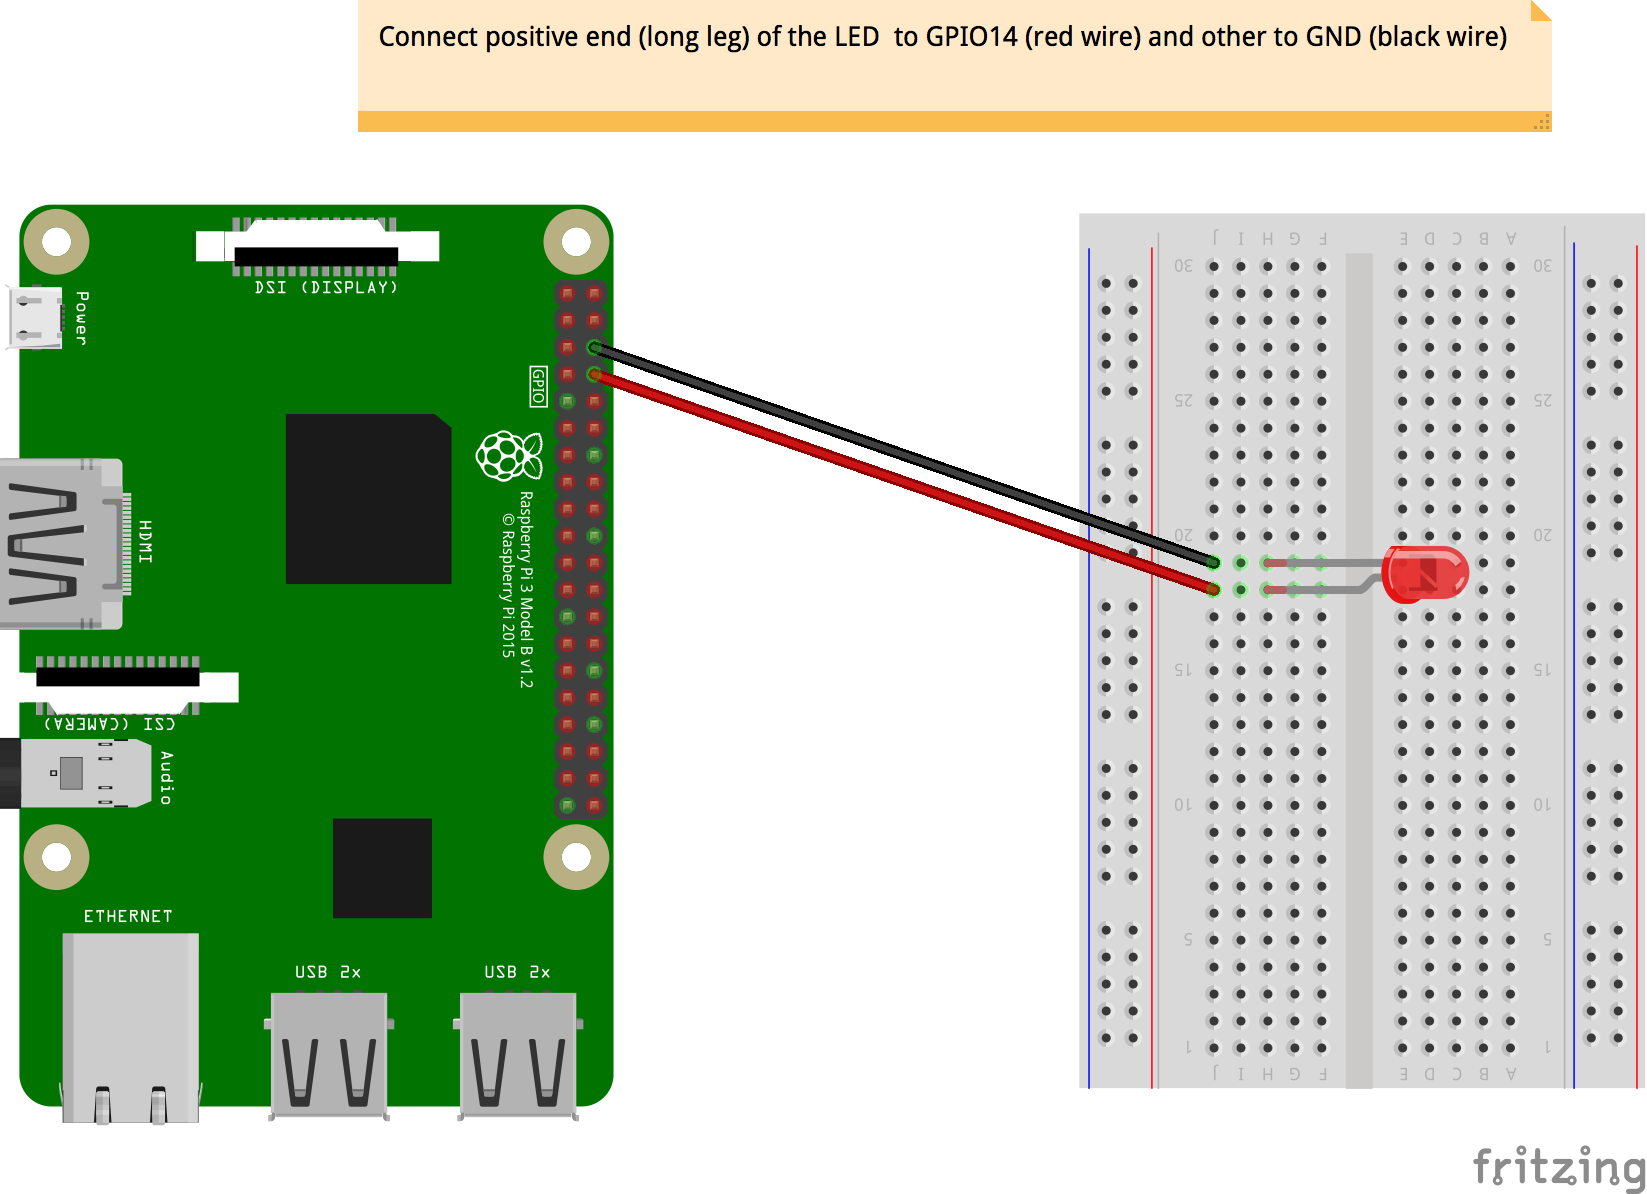 Connect positive end (long leg) of the LED  to GPIO14 (red wire) and other to GND (black wire)
DSI (DISPLAY)
Power
GPIO
Raspberry Pi 3 Model B v1.2
© Raspberry Pi 2015
HDMI
CSI (CAMERA)
Audio
ETHERNET
USB 2x
USB 2x
J I H G F E D C B A
30 30
25 25
20 20
15 15
10 10
5 5
1 1
J I H G F E D C B A
fritzing